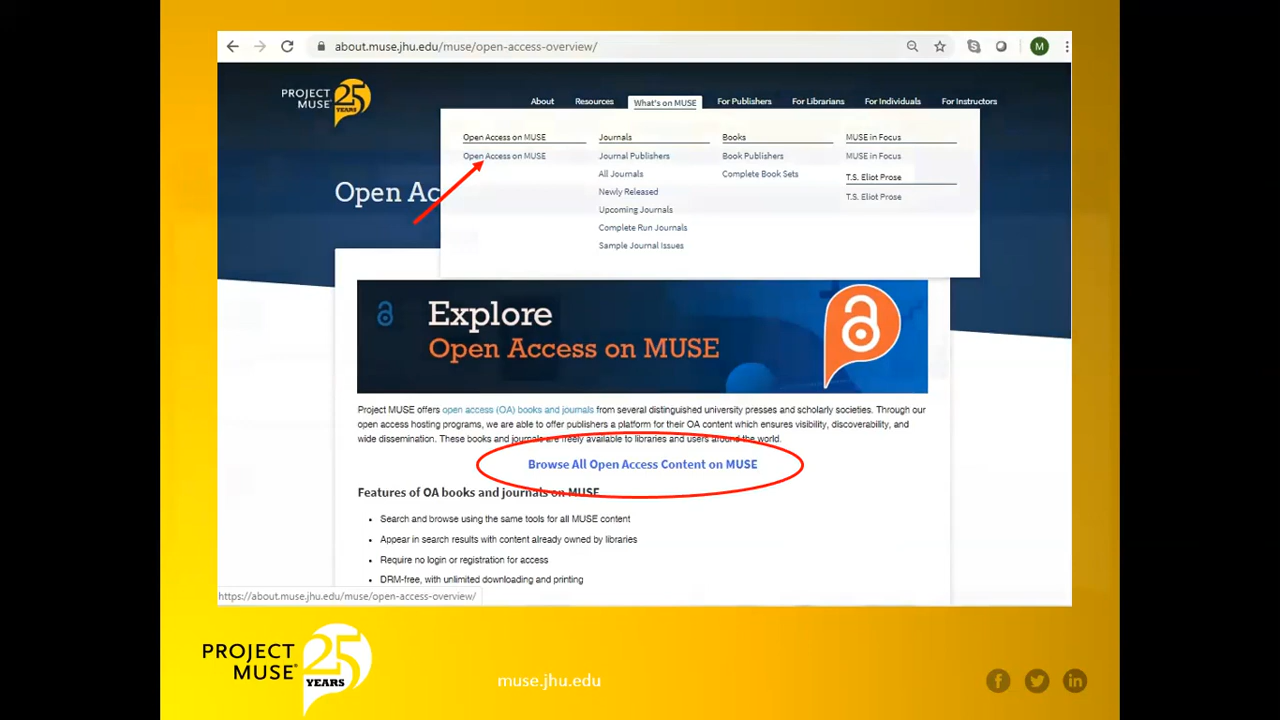 about.muse.jhu.edu/muse/open-access-overview/
M
PROJECT
MUSE
25
YEARS
About Resources What's on MUSE For Publishers For Librarians For Individuals For Instructors
Open Access on MUSE
Open Access on MUSE
Journals
Journal Publishers
All Journals
Newly Released
Upcoming Journals
Complete Run Journals
Sample Journal Issues
Books
Book Publishers
Complete Book Sets
MUSE in Focus
MUSE in Focus
T.S. Eliot Prose
T.S. Eliot Prose
Open Ac
Explore
Open Access on MUSE
Project MUSE offers open access (OA) books and journals from several distinguished university presses and scholarly societies. Through our
open access hosting programs, we are able to offer publishers a platform for their OA content which ensures visibility, discoverability, and
wide dissemination. These books and journals are freely available to libraries and users around the world.
Browse All Open Access Content on MUSE
Features of OA books and journals on MUSE
• Search and browse using the same tools for all MUSE content
• Appear in search results with content already owned by libraries
• Require no login or registration for access
• DRM-free, with unlimited downloading and printing
https://about.muse.jhu.edu/muse/open-access-overview/
PROJECT
MUSE®
25
YEARS
muse.jhu.edu